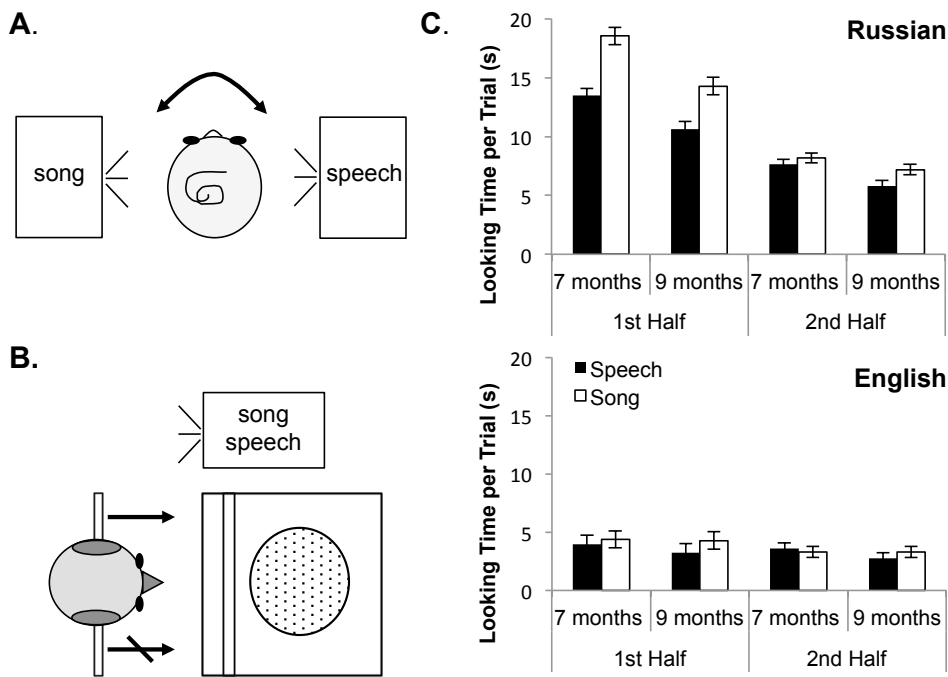 A.
song
speech
B.
song
speech
C.
Russian
Looking Time per Trial (s)
20
15
10
5
0
7 months 9 months 7 months 9 months
1st Half 2nd Half
English
Speech
Song
Looking Time per Trial (s)
20
15
10
5
0
7 months 9 months 7 months 9 months
1st Half 2nd Half